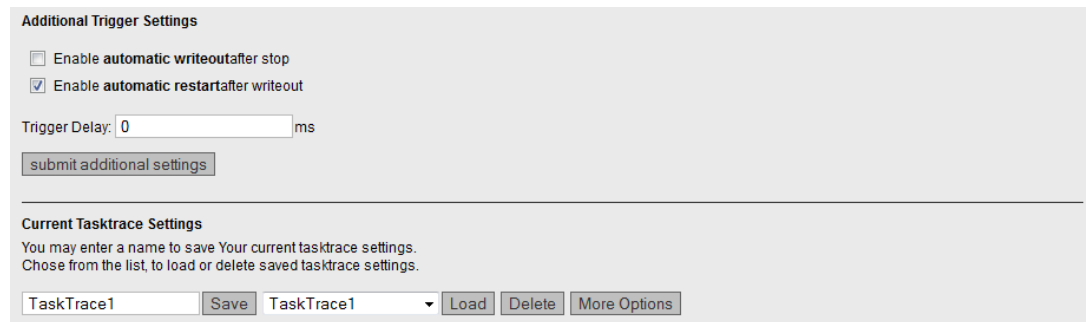 Additional Trigger Settings
Enable automatic writeoutafter stop
Enable automatic restartafter writeout
Trigger Delay: 0 ms
submit additional settings
Current Tasktrace Settings
You may enter a name to save Your current tasktrace settings.
Chose from the list, to load or delete saved tasktrace settings.
TaskTrace1 Save TaskTrace1 Load Delete More Options